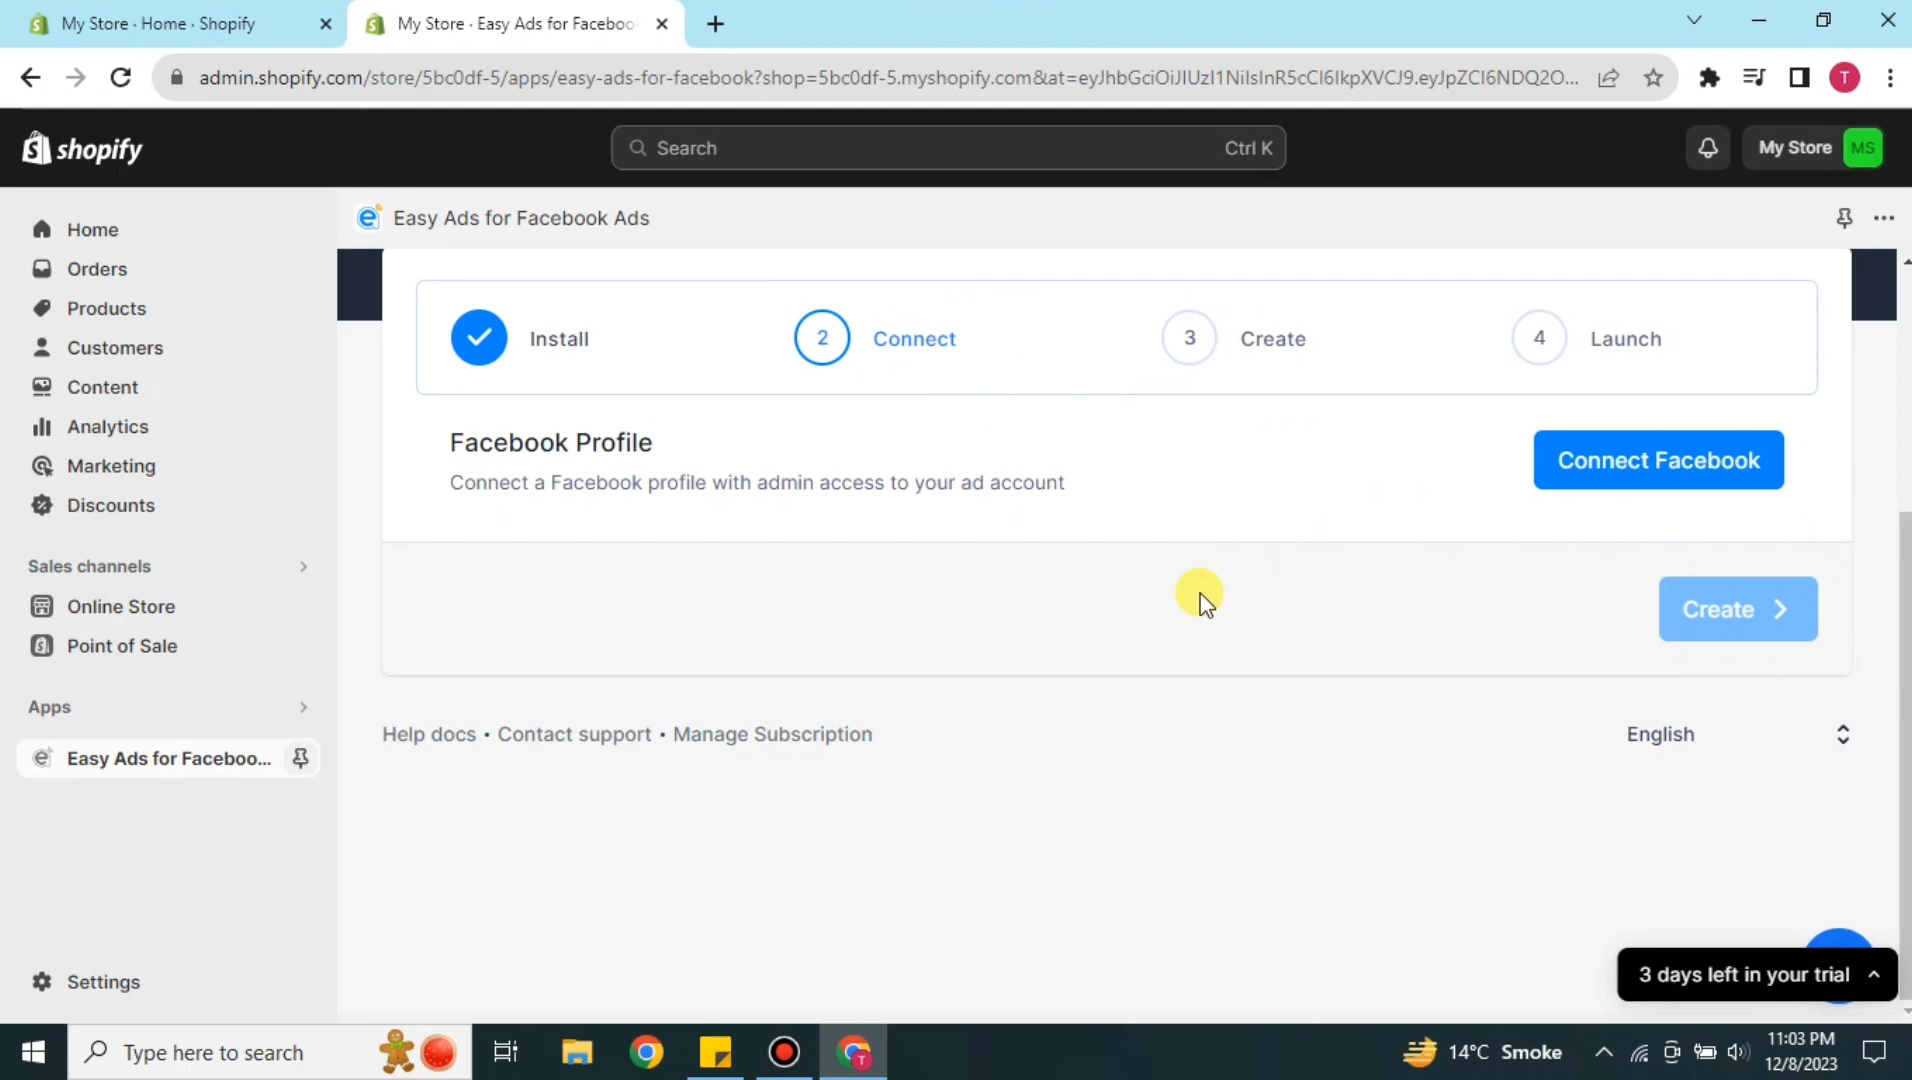 My Store · Home · Shopify
My Store · Easy Ads for Faceboo
admin.shopify.com/store/5bc0df-5/apps/easy-ads-for-facebook?shop=5bc0df-5.myshopify.com&at=eyJhbGciOiJIUzI1NiIsInR5cCI6IkpXVCJ9.eyJpZCI6NDQ2O...
T
shopify
Search
Ctrl K
My Store
MS
Easy Ads for Facebook Ads
Home
Orders
Products
Customers
Content
Analytics
Marketing
Discounts
Sales channels
Online Store
Point of Sale
Apps
Easy Ads for Faceboo...
Settings
Install
2
Connect
3
Create
4
Launch
Facebook Profile
Connect a Facebook profile with admin access to your ad account
Connect Facebook
Create
Help docs • Contact support • Manage Subscription
English
3 days left in your trial
Type here to search
T
14°C Smoke
11:03 PM
12/8/2023